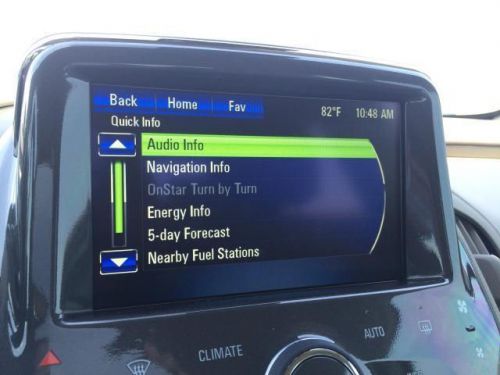 Back Home Fav 82°F 10:48 AM
Quick Info
Audio Info
Navigation Info
OnStar Turn by Turn
Energy Info
5-day Forecast
Nearby Fuel Stations
CLIMATE AUTO